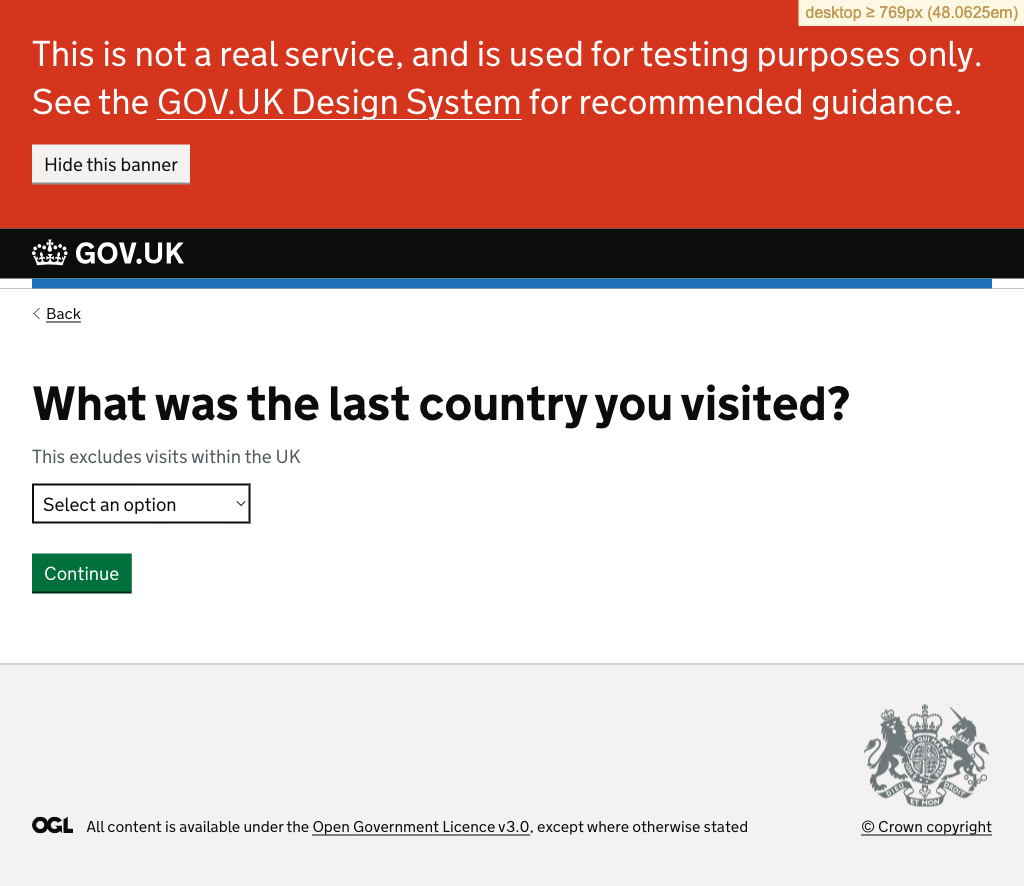 desktop ≥ 769px (48.0625em)
This is not a real service, and is used for testing purposes only.
See the GOV.UK Design System for recommended guidance.
Hide this banner
GOV.UK
Back
What was the last country you visited?
This excludes visits within the UK
Select an option
Continue
DIEU ET MON DROIT
OGL All content is available under the Open Government Licence v3.0, except where otherwise stated
© Crown copyright